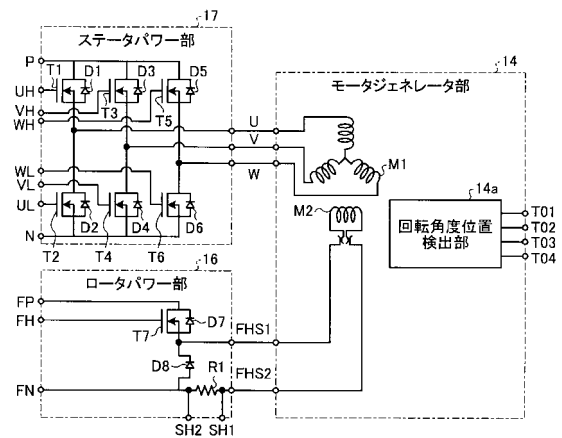 17
ステータパワー部
P
T1
D1
D3
D5
UH
VH
WH
T3
T5
WL
VL
UL
N
D2
D4
D6
T2
T4
T6
U
V
W
14
モータジェネレータ部
M1
M2
14a
回転角度位置
検出部
T01
T02
T03
T04
16
ロータパワー部
FP
FH
T7
D7
FHS1
D8
R1
FHS2
FN
SH2
SH1